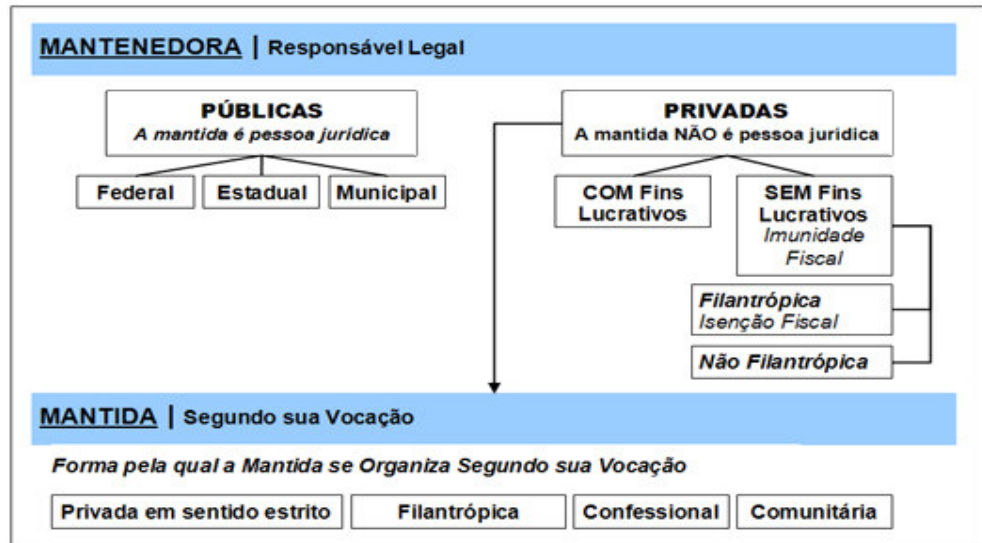 MANTENEDORA | Responsável Legal
PÚBLICAS
A mantida é pessoa juridica
Federal
Estadual
Municipal
PRIVADAS
A mantida NÃO é pessoa juridica
COM Fins
Lucrativos
SEM Fins
Lucrativos
Imunidade
Fiscal
Filantrópica
Isenção Fiscal
Não Filantrópica
MANTIDA | Segundo sua Vocação
Forma pela qual a Mantida se Organiza Segundo sua Vocação
Privada em sentido estrito
Filantrópica
Confessional
Comunitária